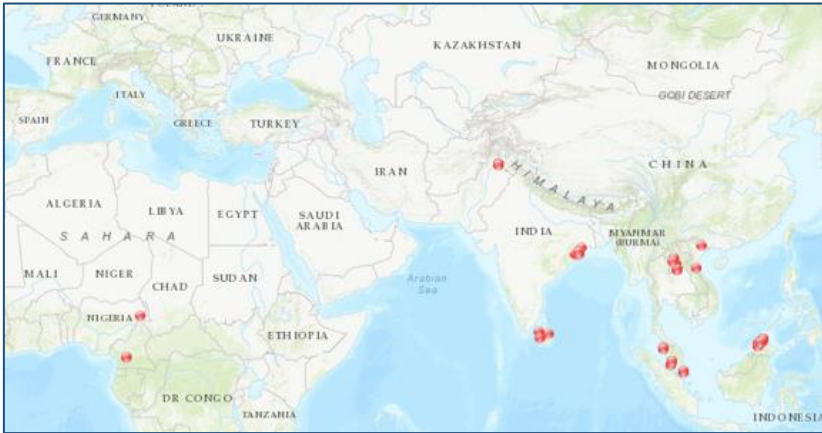 GERMANY
UKRAINE
KAZAKHSTAN
MONGOLIA
FRANCE
ITALY
GOBI DESERT
SPAIN
GREECE
TURKEY
IRAN
HIMALAYA
CHINA
ALGERIA
LIBYA
EGYPT
SAUDI
ARABIA
INDIA
MYANMAR
(BURMA)
SAHARA
MALI
NIGER
CHAD
SUDAN
Arabian
Sea
NIGERIA
ETHIOPIA
DR CONGO
TANZANIA
INDONESIA